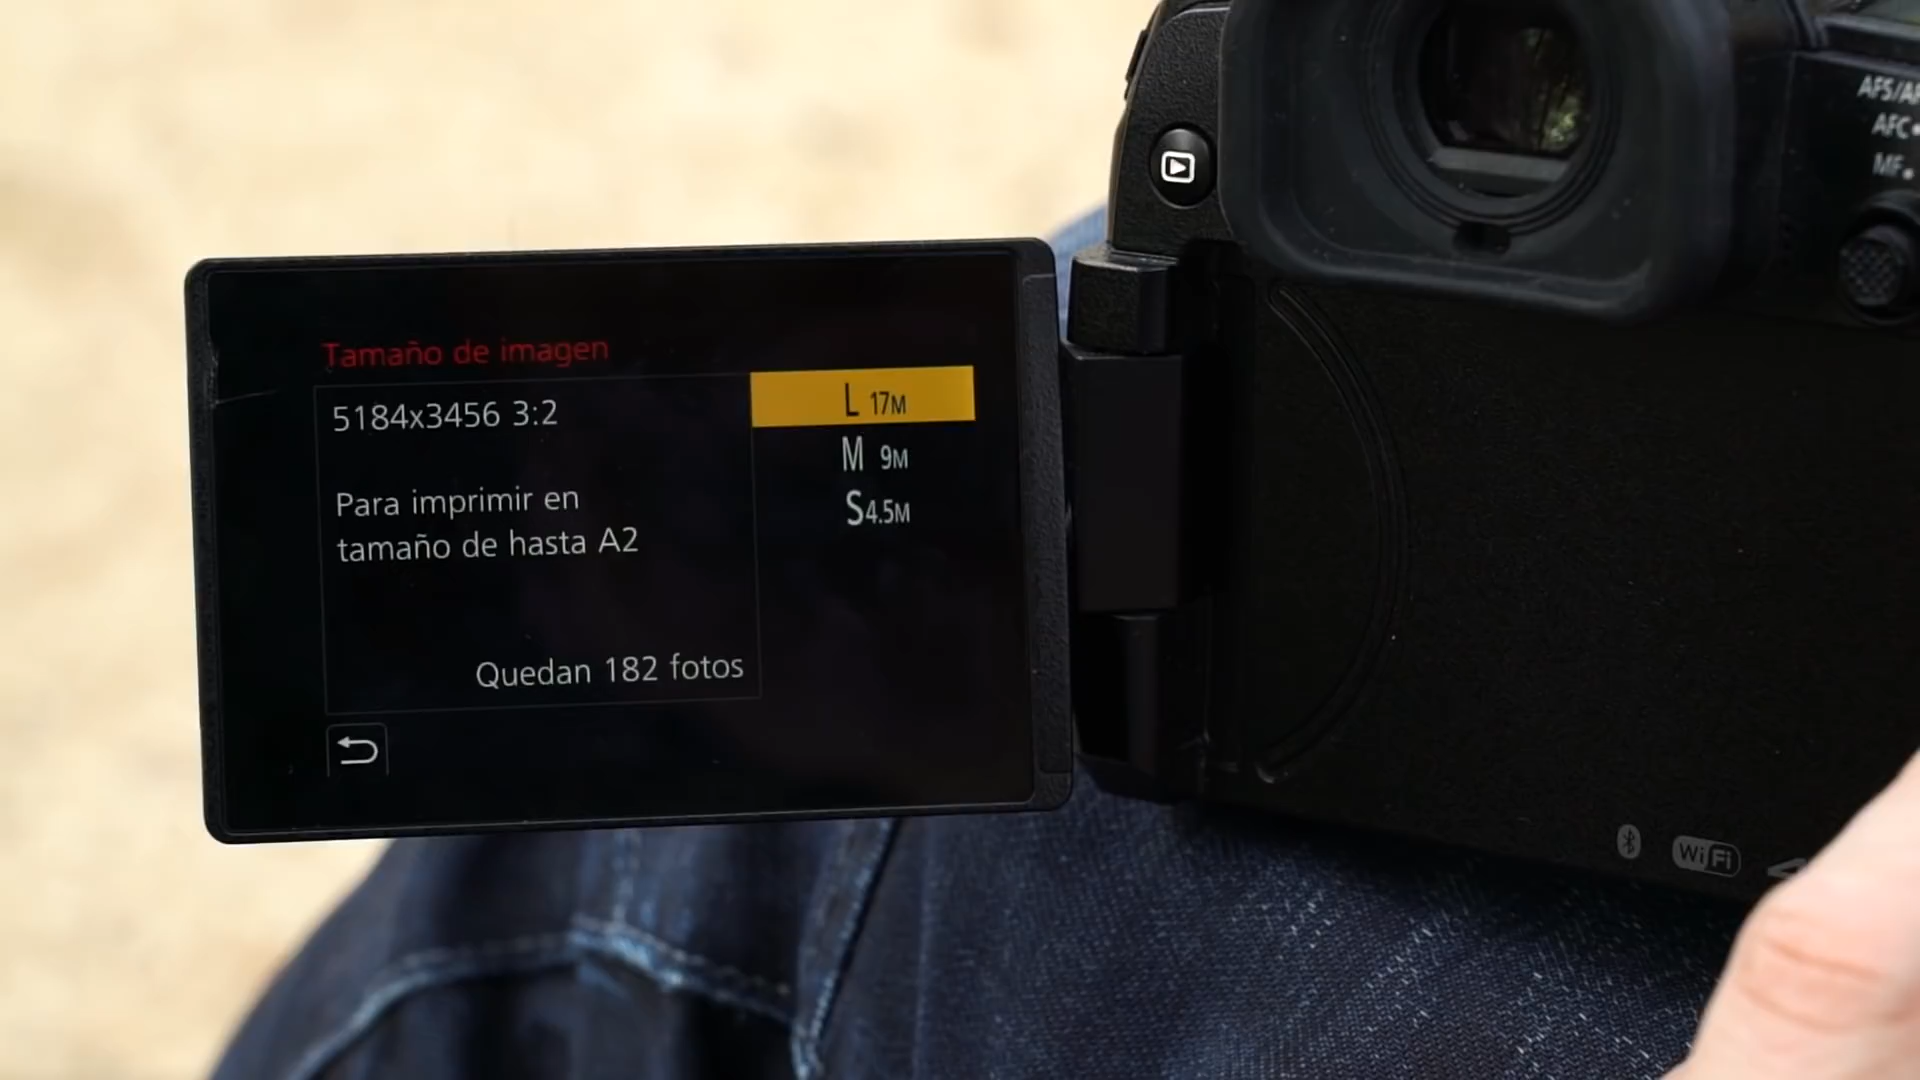 AFS/AF
AFC
MF
Tamaño de imagen
5184x3456 3:2
L 17M
M 9M
S 4.5M
Para imprimir en
tamaño de hasta A2
Quedan 182 fotos
WiFi